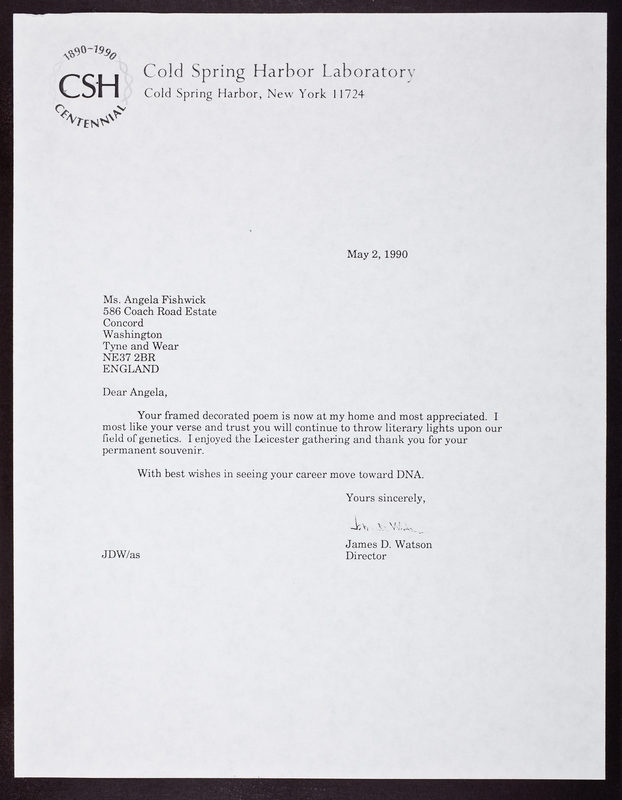 1890-1990
CSH
CENTENNIAL
Cold Spring Harbor Laboratory
Cold Spring Harbor, New York 11724
May 2, 1990
Ms. Angela Fishwick
586 Coach Road Estate
Concord
Washington
Tyne and Wear
NE37 2BR
ENGLAND
Dear Angela,
Your framed decorated poem is now at my home and most appreciated. I
most like your verse and trust you will continue to throw literary lights upon our
field of genetics. I enjoyed the Leicester gathering and thank you for your
permanent souvenir.
With best wishes in seeing your career move toward DNA.
Yours sincerely,
James D. Watson
JDW/as
Director